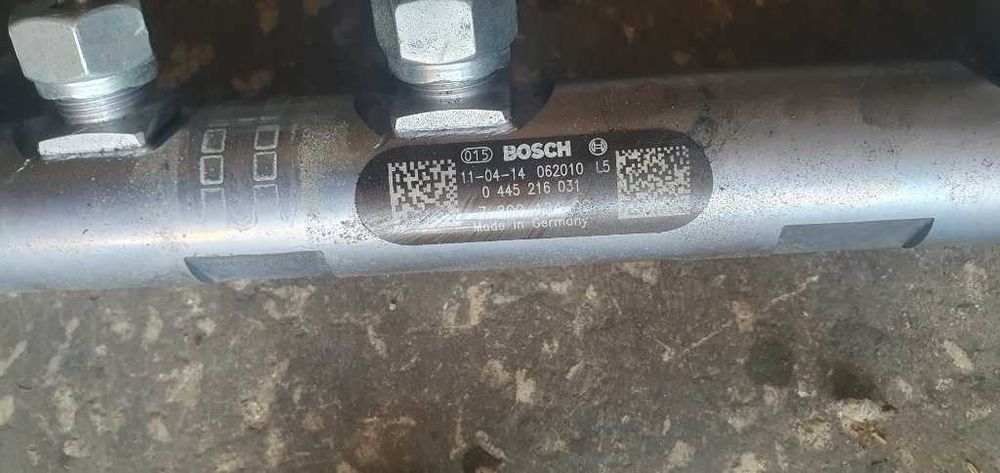 015 BOSCH
11-04-14 062010 L5
0 445 216 031
Made in Germany